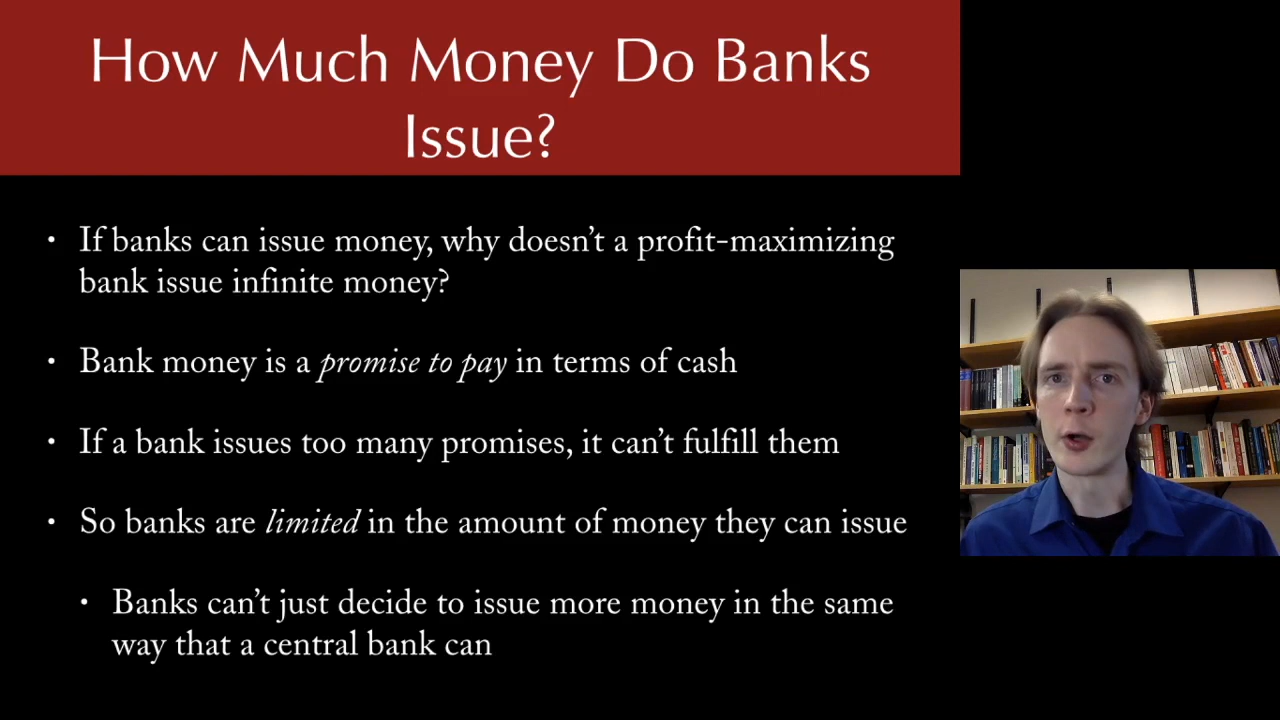 How Much Money Do Banks
Issue?
• If banks can issue money, why doesn't a profit-maximizing
bank issue infinite money?
• Bank money is a promise to pay in terms of cash
• If a bank issues too many promises, it can't fulfill them
• So banks are limited in the amount of money they can issue
• Banks can't just decide to issue more money in the same
way that a central bank can